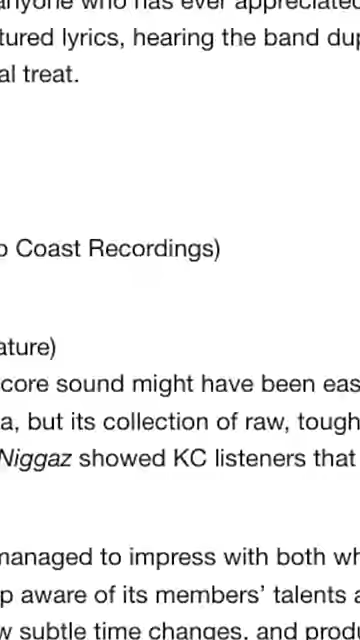 anyone who has ever appreciated
tured lyrics, hearing the band dup
al treat.
o Coast Recordings)
ature)
core sound might have been eas
a, but its collection of raw, tough
Niggaz showed KC listeners that
managed to impress with both wh
p aware of its members’ talents a
w subtle time changes, and produ